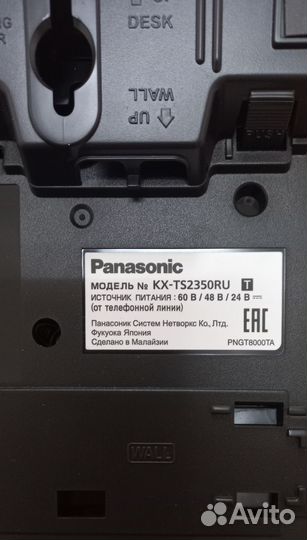 DESK
WALL
UP
PUSH
Panasonic
МОДЕЛЬ № KX-TS2350RU T
ИСТОЧНИК ПИТАНИЯ : 60 В / 48 В / 24 В
(от телефонной линии)
Панасоник Систем Нетворкс Ко., Лтд.
Фукуока Япония
Сделано в Малайзии
EAC
PNGT8000TA
WALL
Avito